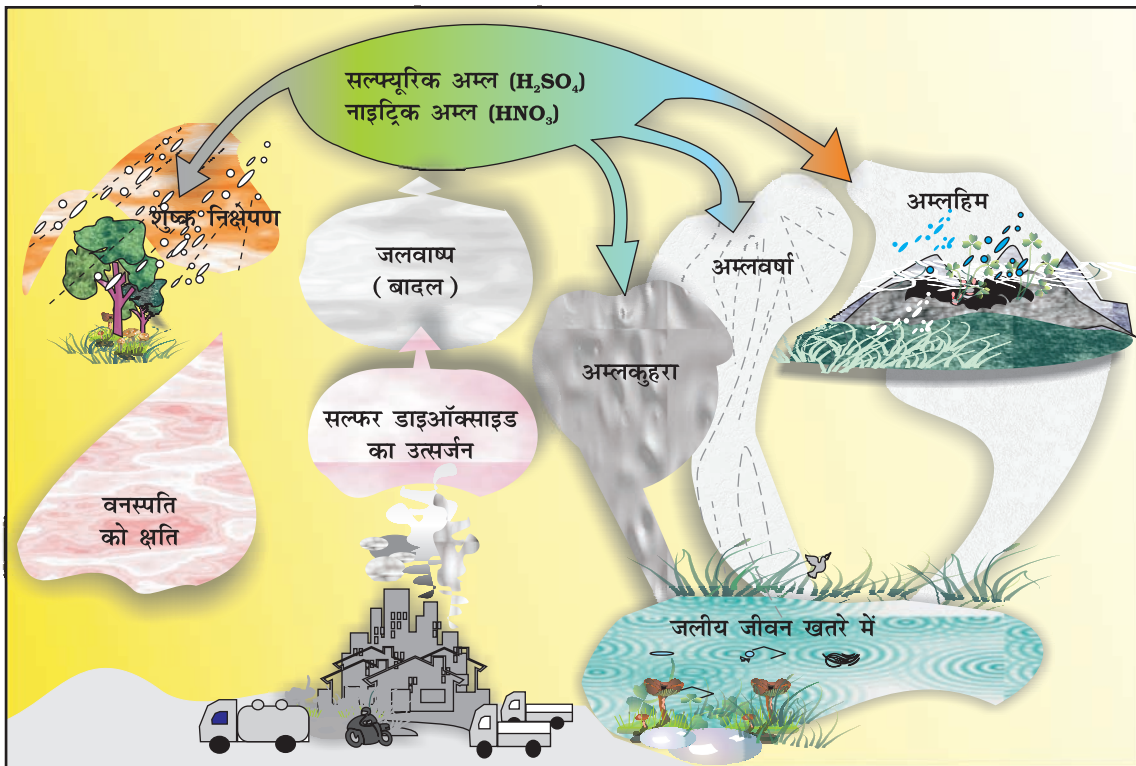 सल्फ्यूरिक अम्ल (H₂SO₄)
नाइट्रिक अम्ल (HNO₃)
शुष्क निक्षेपण
जलवाष्प
( बादल )
अम्लकुहरा
अम्लवर्षा
अम्लहिम
सल्फर डाइऑक्साइड
का उत्सर्जन
वनस्पति
को क्षति
जलीय जीवन खतरे में